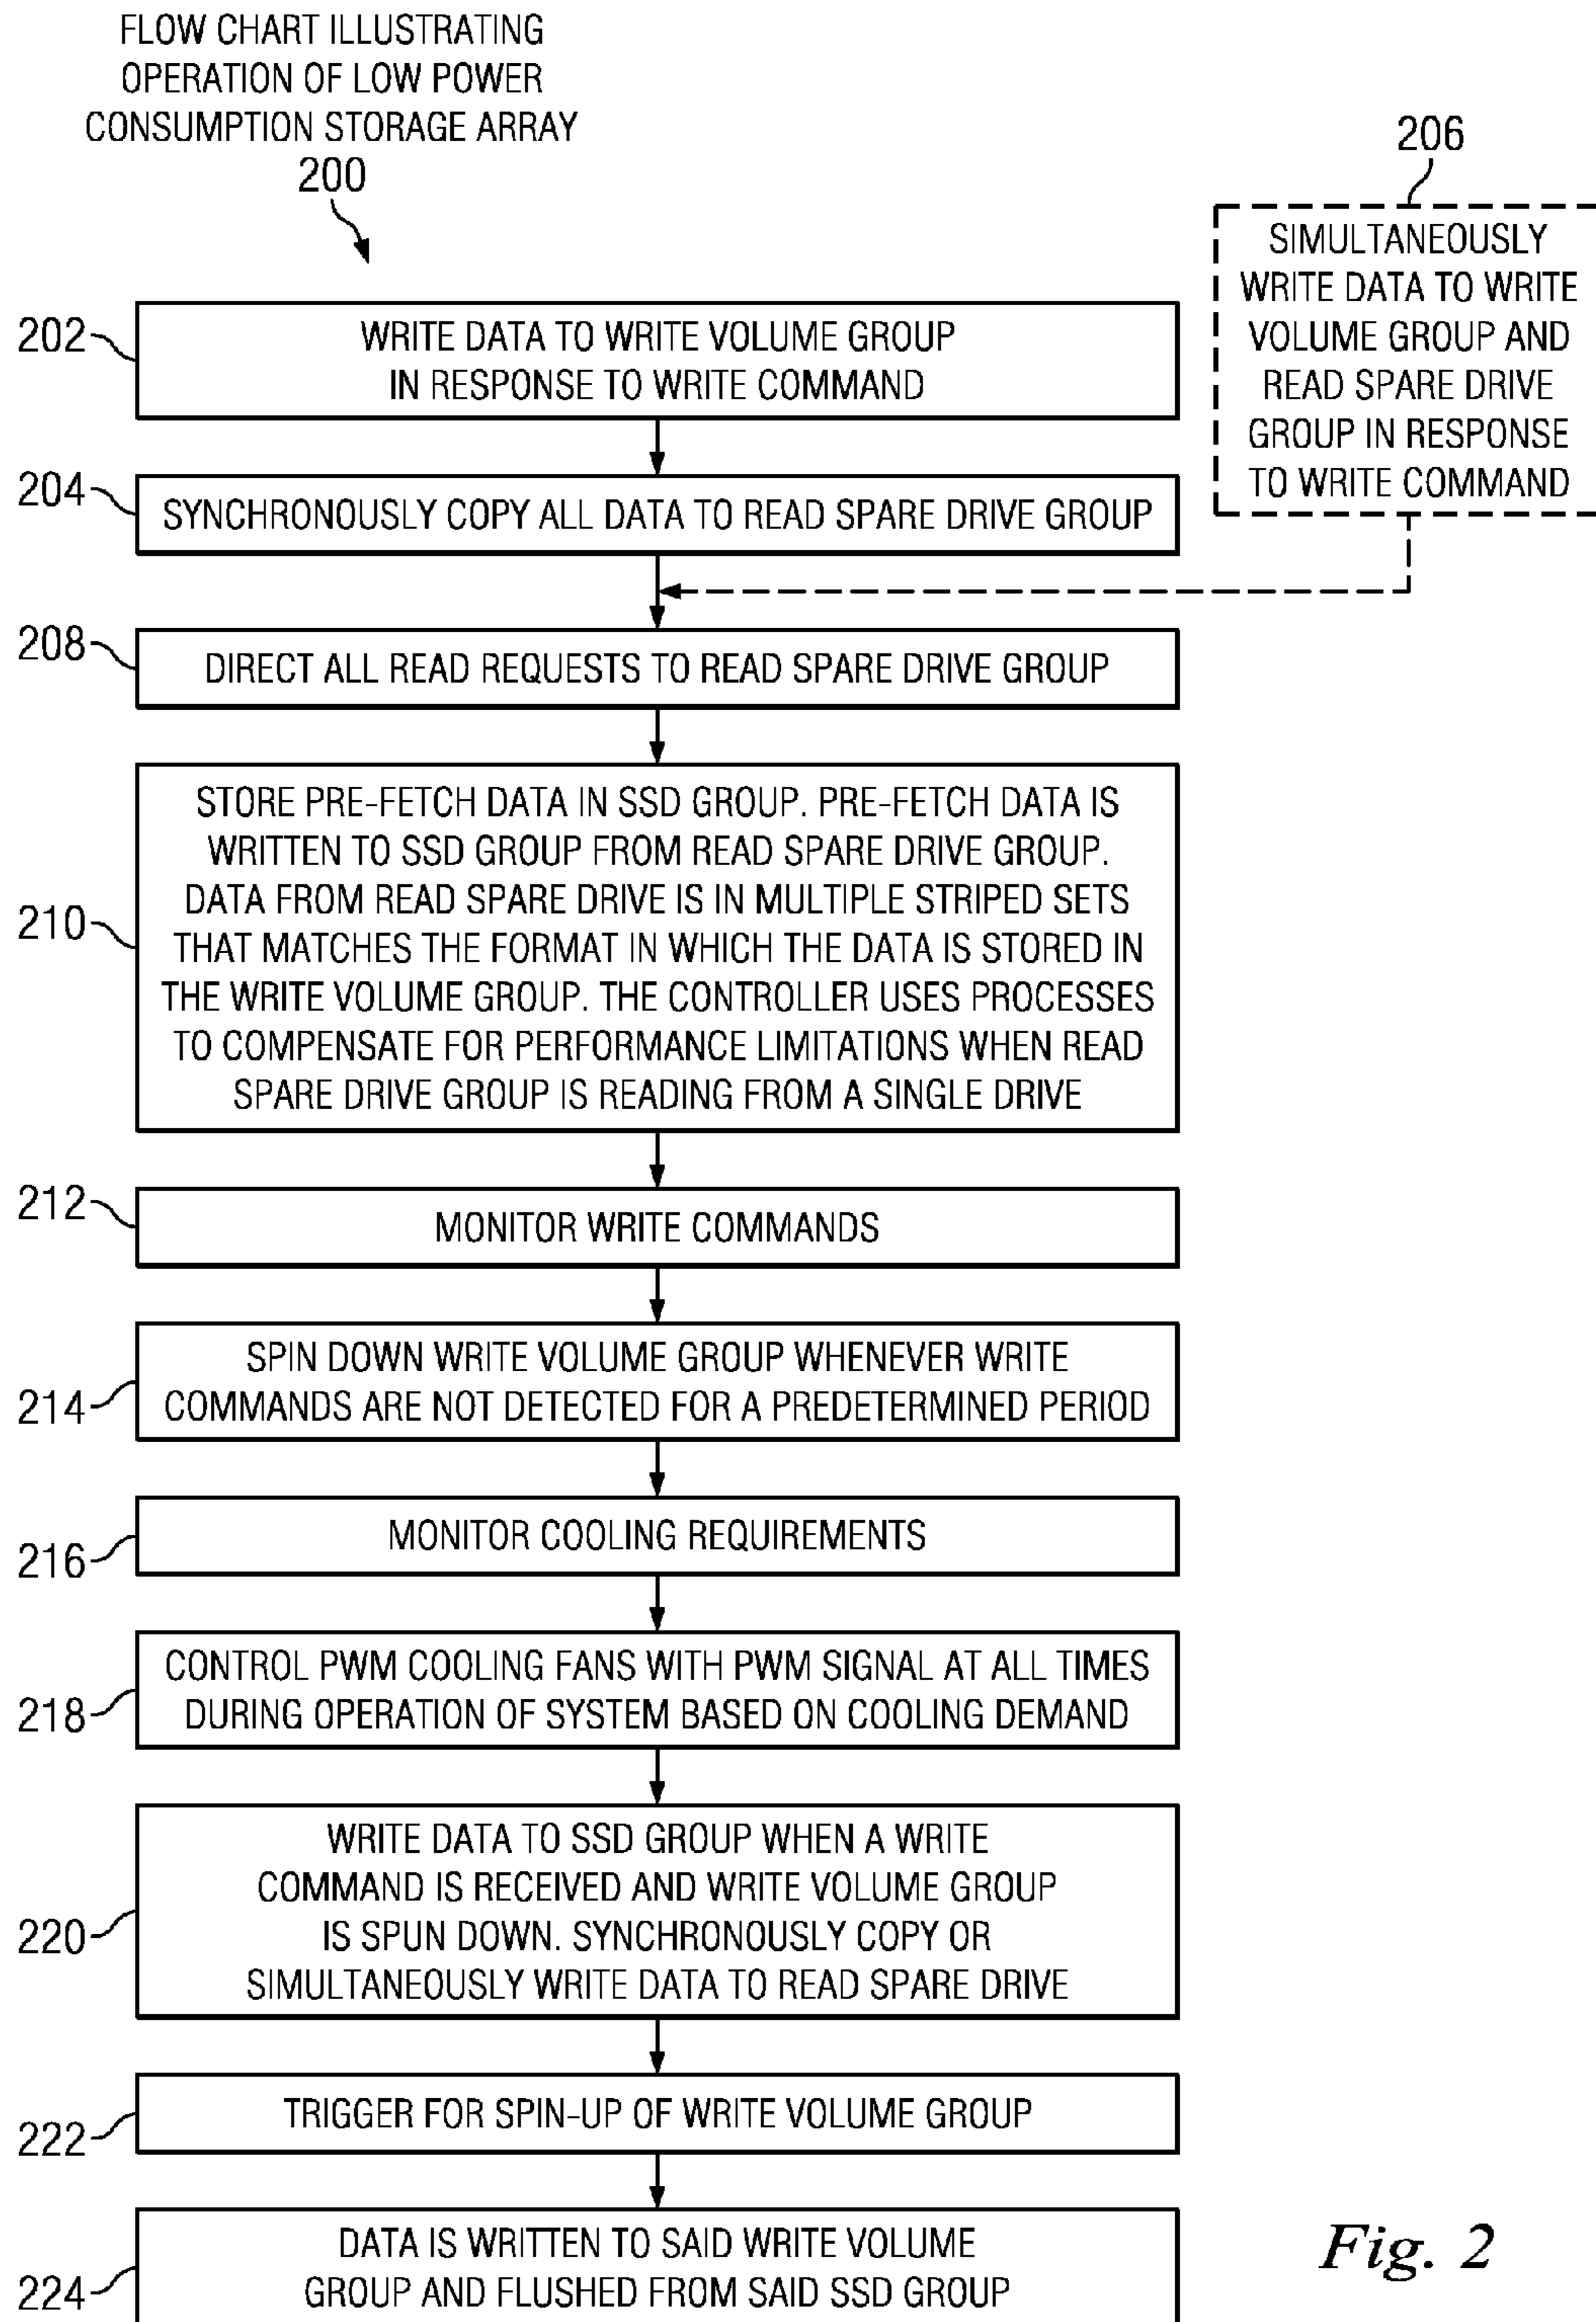 FLOW CHART ILLUSTRATING
OPERATION OF LOW POWER
CONSUMPTION STORAGE ARRAY
200
206
SIMULTANEOUSLY
WRITE DATA TO WRITE
VOLUME GROUP AND
READ SPARE DRIVE
GROUP IN RESPONSE
TO WRITE COMMAND
202
WRITE DATA TO WRITE VOLUME GROUP
IN RESPONSE TO WRITE COMMAND
204
SYNCHRONOUSLY COPY ALL DATA TO READ SPARE DRIVE GROUP
208
DIRECT ALL READ REQUESTS TO READ SPARE DRIVE GROUP
210
STORE PRE-FETCH DATA IN SSD GROUP. PRE-FETCH DATA IS
WRITTEN TO SSD GROUP FROM READ SPARE DRIVE GROUP.
DATA FROM READ SPARE DRIVE IS IN MULTIPLE STRIPED SETS
THAT MATCHES THE FORMAT IN WHICH THE DATA IS STORED IN
THE WRITE VOLUME GROUP. THE CONTROLLER USES PROCESSES
TO COMPENSATE FOR PERFORMANCE LIMITATIONS WHEN READ
SPARE DRIVE GROUP IS READING FROM A SINGLE DRIVE
212
MONITOR WRITE COMMANDS
214
SPIN DOWN WRITE VOLUME GROUP WHENEVER WRITE
COMMANDS ARE NOT DETECTED FOR A PREDETERMINED PERIOD
216
MONITOR COOLING REQUIREMENTS
218
CONTROL PWM COOLING FANS WITH PWM SIGNAL AT ALL TIMES
DURING OPERATION OF SYSTEM BASED ON COOLING DEMAND
220
WRITE DATA TO SSD GROUP WHEN A WRITE
COMMAND IS RECEIVED AND WRITE VOLUME GROUP
IS SPUN DOWN. SYNCHRONOUSLY COPY OR
SIMULTANEOUSLY WRITE DATA TO READ SPARE DRIVE
222
TRIGGER FOR SPIN-UP OF WRITE VOLUME GROUP
224
DATA IS WRITTEN TO SAID WRITE VOLUME
GROUP AND FLUSHED FROM SAID SSD GROUP
Fig. 2